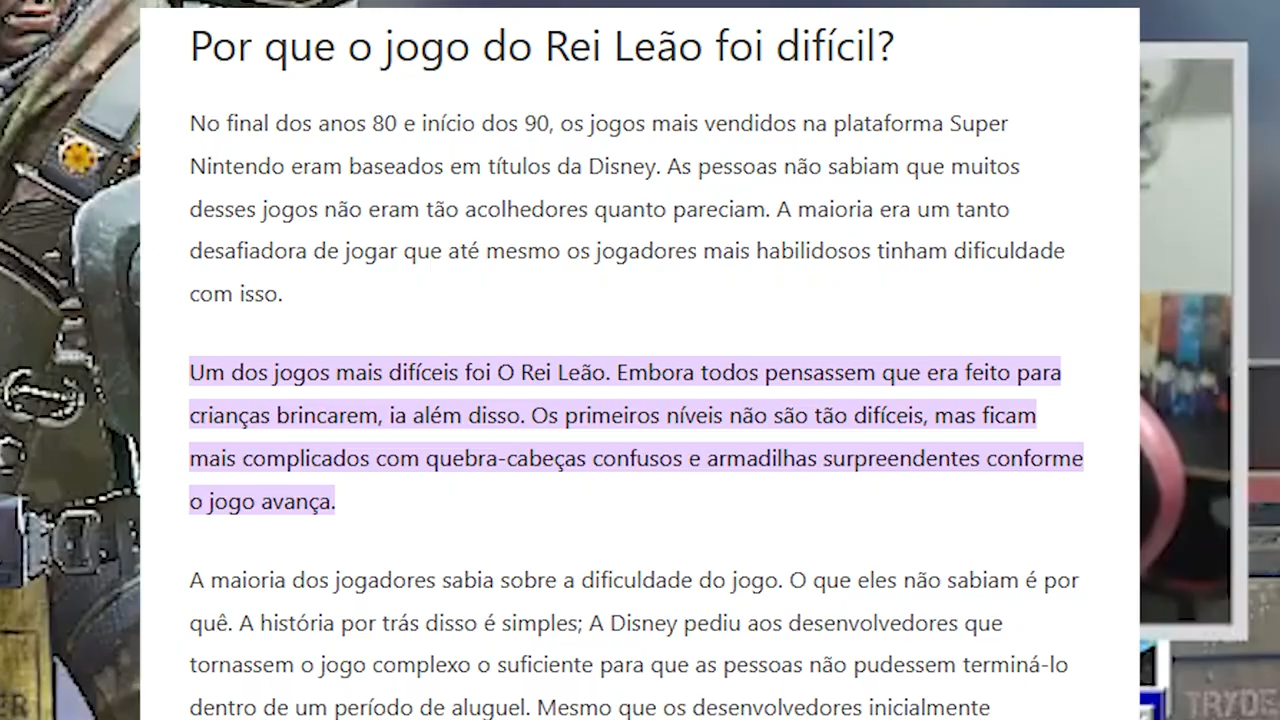 Por que o jogo do Rei Leão foi difícil?
No final dos anos 80 e início dos 90, os jogos mais vendidos na plataforma Super
Nintendo eram baseados em títulos da Disney. As pessoas não sabiam que muitos
desses jogos não eram tão acolhedores quanto pareciam. A maioria era um tanto
desafiadora de jogar que até mesmo os jogadores mais habilidosos tinham dificuldade
com isso.
Um dos jogos mais difíceis foi O Rei Leão. Embora todos pensassem que era feito para
crianças brincarem, ia além disso. Os primeiros níveis não são tão difíceis, mas ficam
mais complicados com quebra-cabeças confusos e armadilhas surpreendentes conforme
o jogo avança.
A maioria dos jogadores sabia sobre a dificuldade do jogo. O que eles não sabiam é por
quê. A história por trás disso é simples; A Disney pediu aos desenvolvedores que
tornassem o jogo complexo o suficiente para que as pessoas não pudessem terminá-lo
dentro de um período de aluguel. Mesmo que os desenvolvedores inicialmente